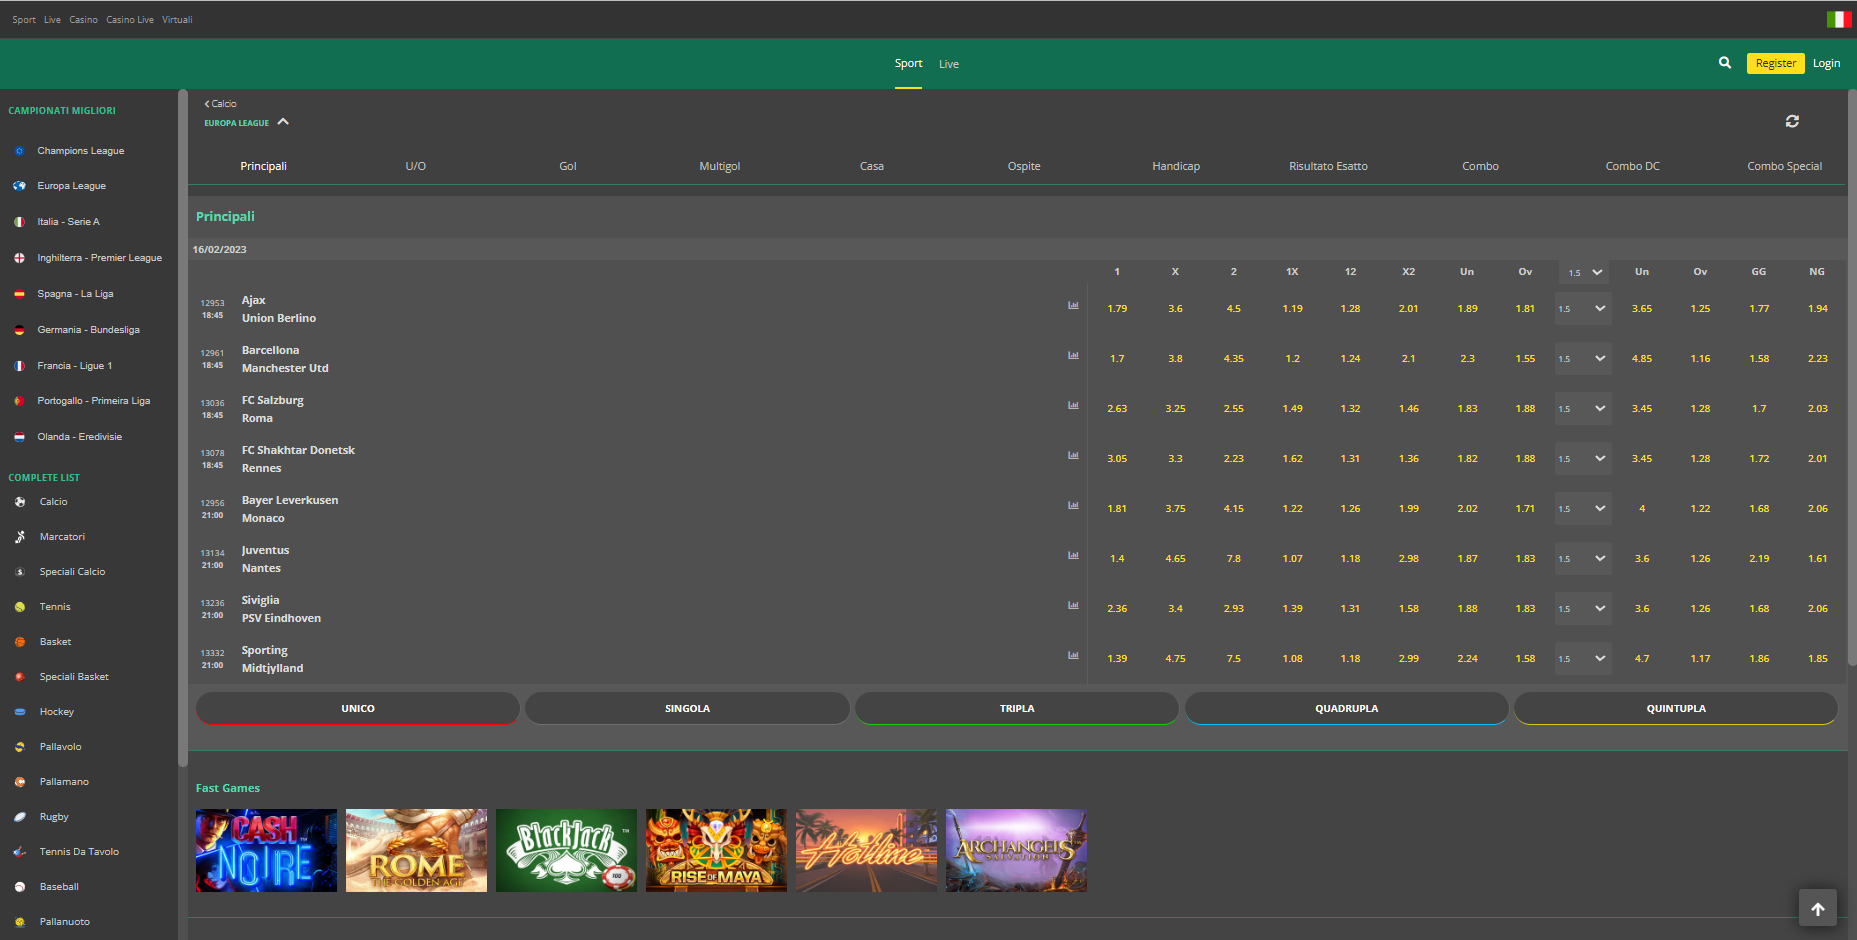 Sport Live Casino Casino Live Virtuali
Sport Live
Register Login
CAMPIONATI MIGLIORI
Champions League
Europa League
Italia - Serie A
Inghilterra - Premier League
Spagna - La Liga
Germania - Bundesliga
Francia - Ligue 1
Portogallo - Primeira Liga
Olanda - Eredivisie
COMPLETE LIST
Calcio
Marcatori
Speciali Calcio
Tennis
Basket
Speciali Basket
Hockey
Pallavolo
Pallamano
Rugby
Tennis Da Tavolo
Baseball
Pallanuoto
Calcio
EUROPA LEAGUE
Principali U/O Gol Multigol Casa Ospite Handicap Risultato Esatto Combo Combo DC Combo Special
Principali
16/02/2023
1 X 2 1X 12 X2 Un Ov 1.5 Un Ov GG NG
12953 18:45
Ajax
Union Berlino
1.79 3.6 4.5 1.19 1.28 2.01 1.89 1.81 1.5 3.65 1.25 1.77 1.94
12961 18:45
Barcellona
Manchester Utd
1.7 3.8 4.35 1.2 1.24 2.1 2.3 1.55 1.5 4.85 1.16 1.58 2.23
13036 18:45
FC Salzburg
Roma
2.63 3.25 2.55 1.49 1.32 1.46 1.83 1.88 1.5 3.45 1.28 1.7 2.03
13078 18:45
FC Shakhtar Donetsk
Rennes
3.05 3.3 2.23 1.62 1.31 1.36 1.82 1.88 1.5 3.45 1.28 1.72 2.01
12956 21:00
Bayer Leverkusen
Monaco
1.81 3.75 4.15 1.22 1.26 1.99 2.02 1.71 1.5 4 1.22 1.68 2.06
13134 21:00
Juventus
Nantes
1.4 4.65 7.8 1.07 1.18 2.98 1.87 1.83 1.5 3.6 1.26 2.19 1.61
13236 21:00
Siviglia
PSV Eindhoven
2.36 3.4 2.93 1.39 1.31 1.58 1.88 1.83 1.5 3.6 1.26 1.68 2.06
13332 21:00
Sporting
Midtjylland
1.39 4.75 7.5 1.08 1.18 2.99 2.24 1.58 1.5 4.7 1.17 1.86 1.85
UNICO SINGOLA TRIPLA QUADRUPLA QUINTUPLA
Fast Games
CASH NOIRE
ROME THE GOLDEN AGE
BlackJack™ 100
RISE OF MAYA
Hotline
ARCHANGELS SALVATION